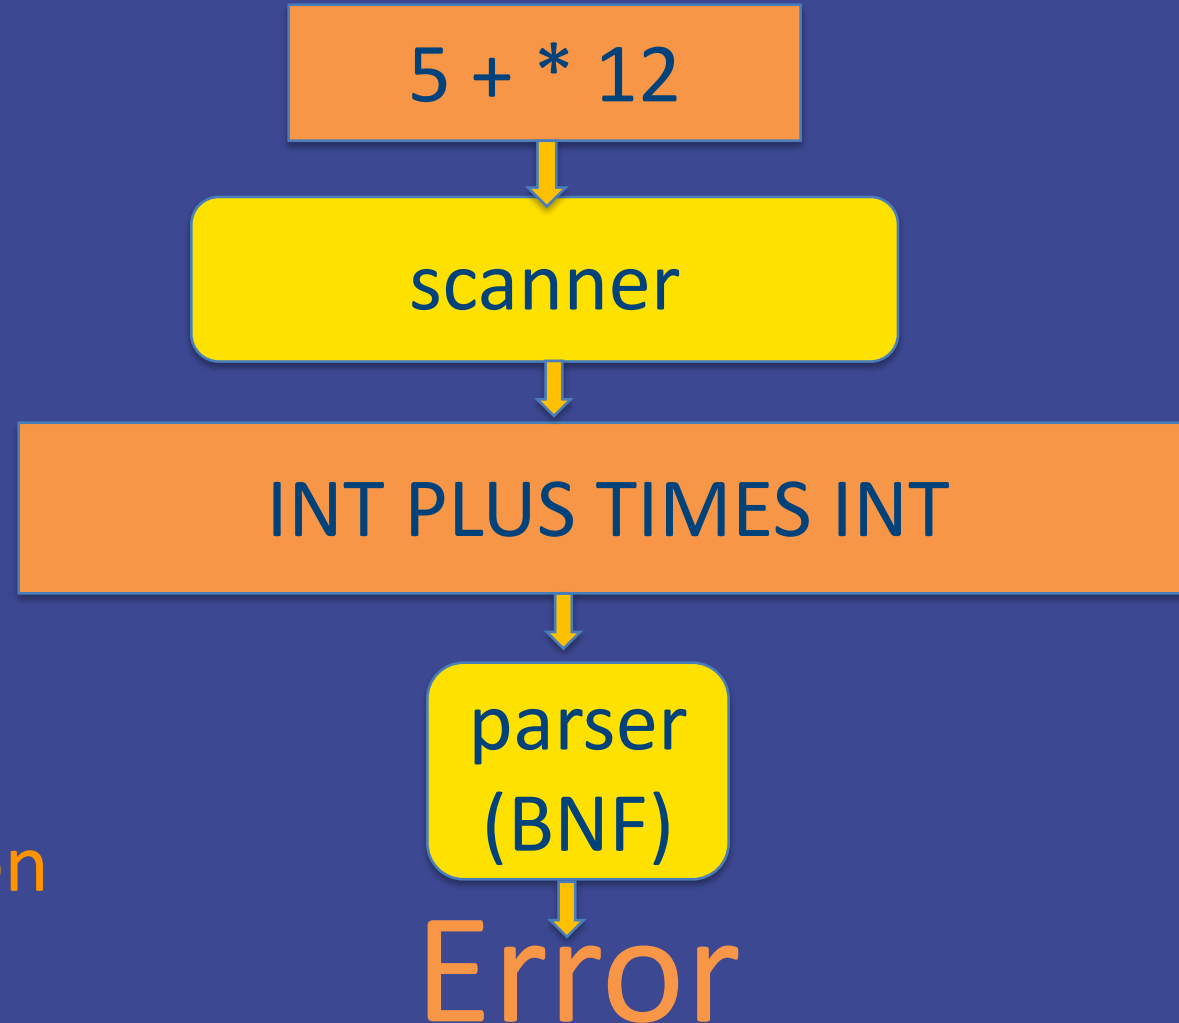 5 + * 12
scanner
INT PLUS TIMES INT
parser
(BNF)
Error